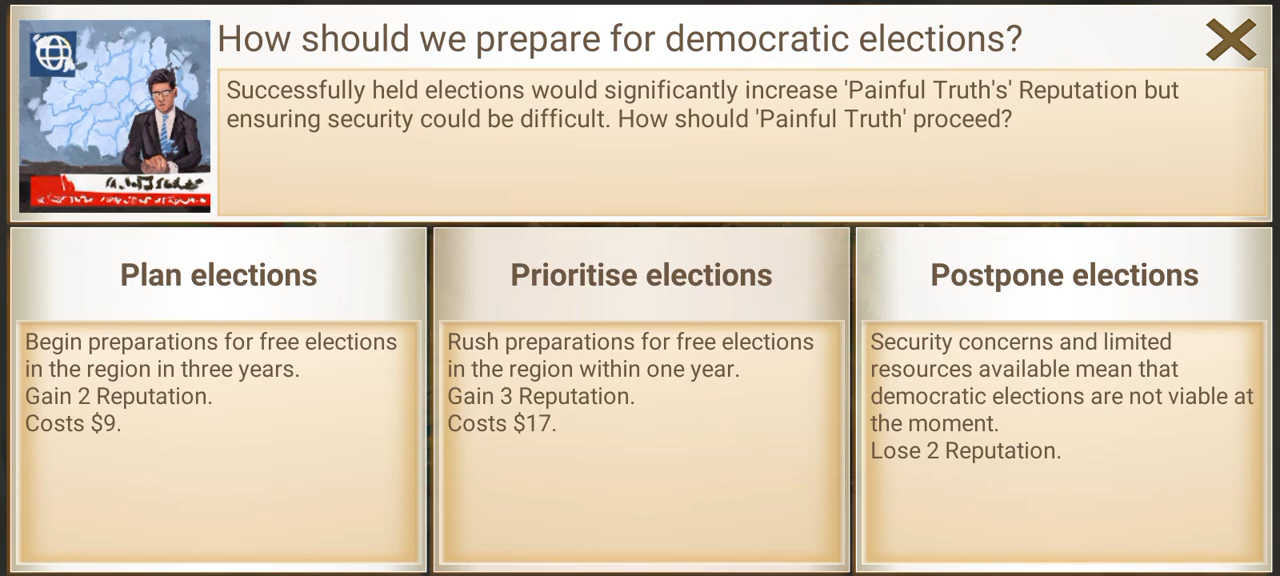 How should we prepare for democratic elections?
Successfully held elections would significantly increase 'Painful Truth's' Reputation but
ensuring security could be difficult. How should 'Painful Truth' proceed?
Plan elections
Begin preparations for free elections
in the region in three years.
Gain 2 Reputation.
Costs $9.
Prioritise elections
Rush preparations for free elections
in the region within one year.
Gain 3 Reputation.
Costs $17.
Postpone elections
Security concerns and limited
resources available mean that
democratic elections are not viable at
the moment.
Lose 2 Reputation.